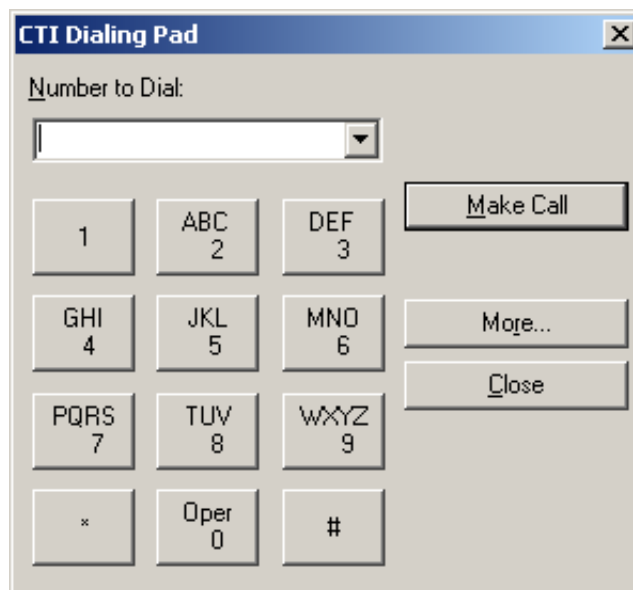 CTI Dialing Pad
Number to Dial:
Make Call
1
ABC
2
DEF
3
GHI
4
JKL
5
MNO
6
More...
Close
PQRS
7
TUV
8
WXYZ
9
*
Oper
0
#